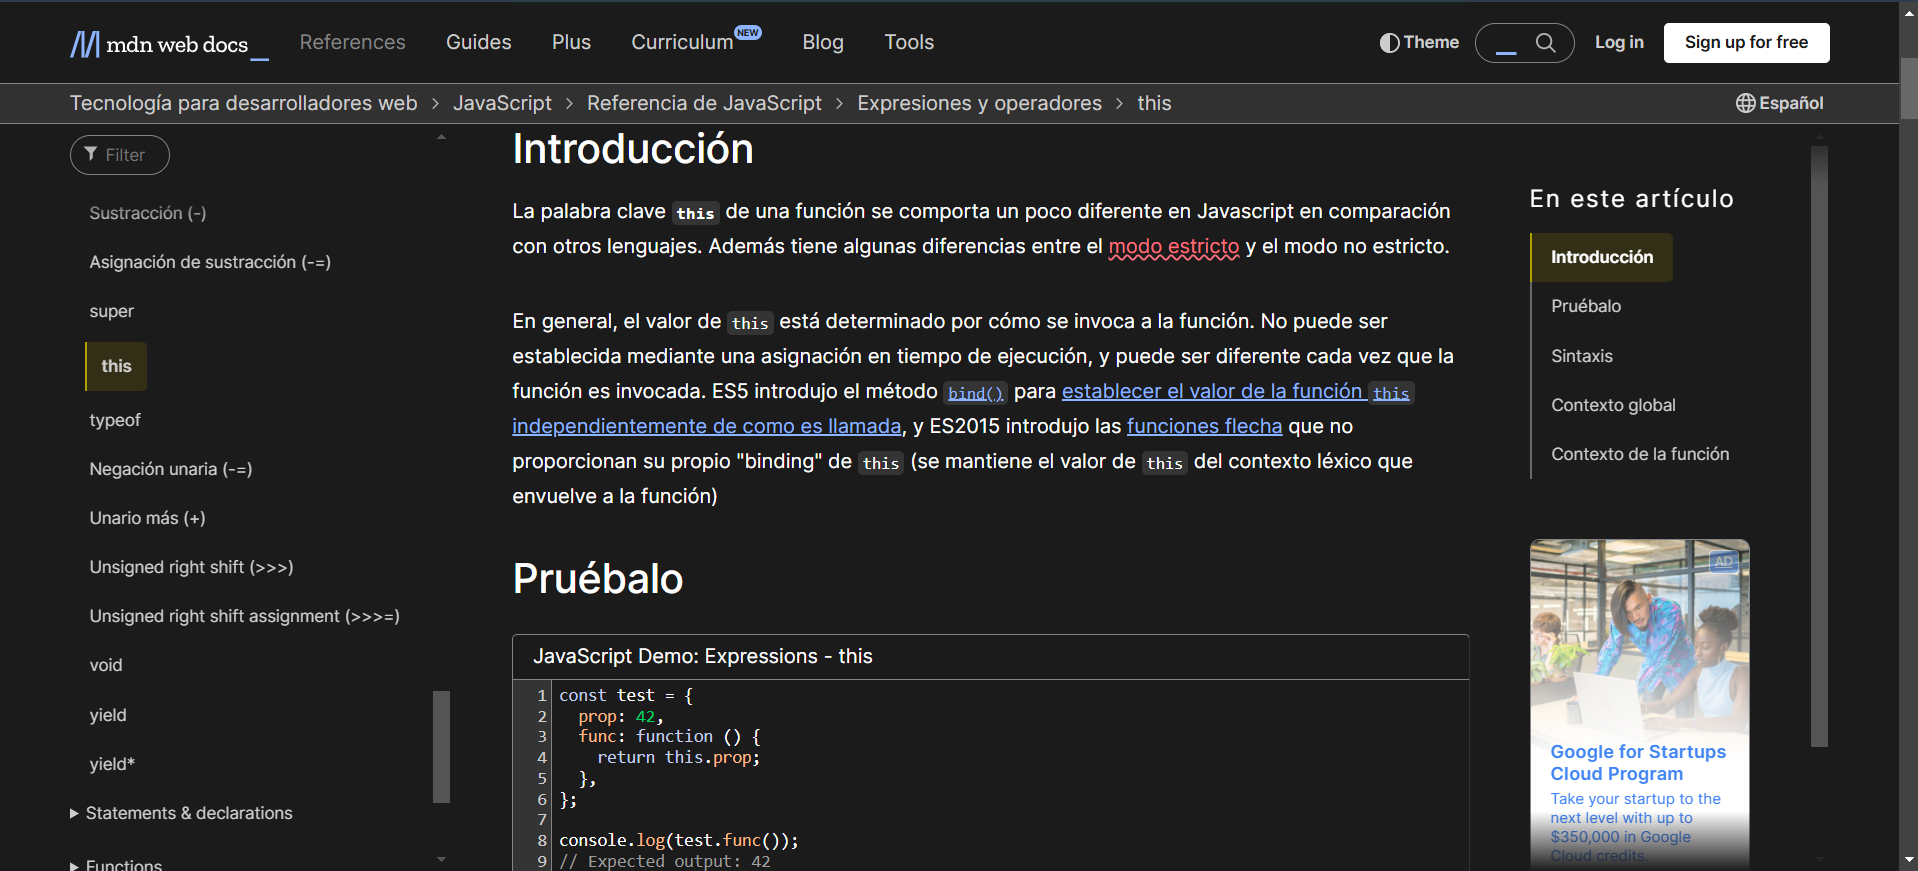 mdn web docs_
References
Guides
Plus
Curriculum NEW
Blog
Tools
Theme
Log in
Sign up for free
Tecnología para desarrolladores web > JavaScript > Referencia de JavaScript > Expresiones y operadores > this
Español
Filter
Sustracción (-)
Asignación de sustracción (-=)
super
this
typeof
Negación unaria (-=)
Unario más (+)
Unsigned right shift (>>>)
Unsigned right shift assignment (>>>=)
void
yield
yield*
Statements & declarations
Functions
Introducción
La palabra clave this de una función se comporta un poco diferente en Javascript en comparación
con otros lenguajes. Además tiene algunas diferencias entre el modo estricto y el modo no estricto.
En general, el valor de this está determinado por cómo se invoca a la función. No puede ser
establecida mediante una asignación en tiempo de ejecución, y puede ser diferente cada vez que la
función es invocada. ES5 introdujo el método bind() para establecer el valor de la función this
independientemente de como es llamada, y ES2015 introdujo las funciones flecha que no
proporcionan su propio "binding" de this (se mantiene el valor de this del contexto léxico que
envuelve a la función)
Pruébalo
JavaScript Demo: Expressions - this
1 const test = {
2   prop: 42,
3   func: function () {
4     return this.prop;
5   },
6 };
7
8 console.log(test.func());
9 // Expected output: 42
En este artículo
Introducción
Pruébalo
Sintaxis
Contexto global
Contexto de la función
AD
Google for Startups
Cloud Program
Take your startup to the
next level with up to
$350,000 in Google
Cloud credits.